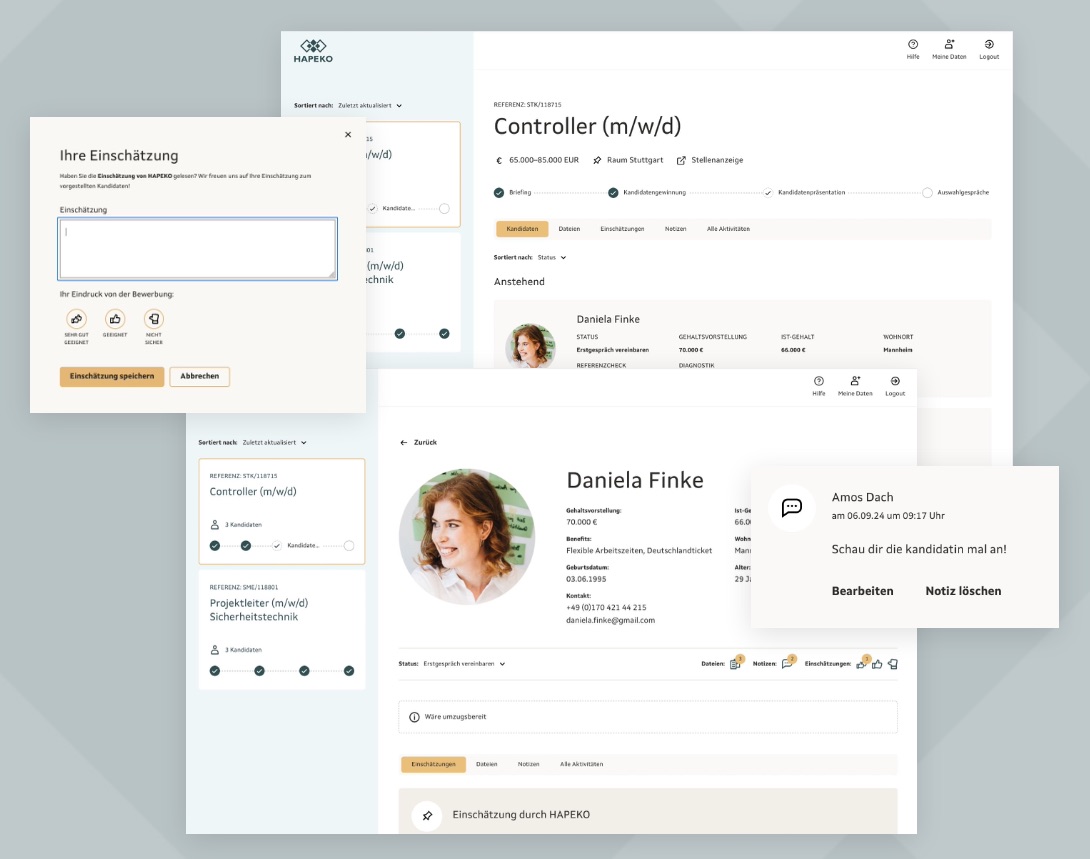 HAPEKO
Hilfe
Meine Daten
Logout
Sortiert nach: Zuletzt aktualisiert
REFERENZ: STK/118715
Controller (m/w/d)
€ 65.000–85.000 EUR
Raum Stuttgart
Stellenanzeige
Briefing
Kandidatengewinnung
Kandidatenpräsentation
Auswahlgespräche
Kandidaten
Dateien
Einschätzungen
Notizen
Alle Aktivitäten
Sortiert nach: Status
Anstehend
Daniela Finke
STATUS
GEHALTSVORSTELLUNG
IST-GEHALT
WOHNORT
Erstgespräch vereinbaren
70.000 €
66.000 €
Mannheim
REFERENZCHECK
DIAGNOSTIK
15
/w/d)
Kandidate..
801
(m/w/d)
echnik
Ihre Einschätzung
Haben Sie die Einschätzung von HAPEKO gelesen? Wir freuen uns auf Ihre Einschätzung zum
vorgestellten Kandidaten!
Einschätzung
Ihr Eindruck von der Bewerbung:
SEHR GUT
GEEIGNET
GEEIGNET
NICHT
SICHER
Einschätzung speichern
Abbrechen
Hilfe
Meine Daten
Logout
Sortiert nach: Zuletzt aktualisiert
REFERENZ: STK/118715
Controller (m/w/d)
3 Kandidaten
Kandidate..
REFERENZ: SME/118801
Projektleiter (m/w/d)
Sicherheitstechnik
3 Kandidaten
Zurück
Daniela Finke
Gehaltsvorstellung:
70.000 €
Benefits:
Flexible Arbeitszeiten, Deutschlandticket
Geburtsdatum:
03.06.1995
Kontakt:
+49 (0)170 421 44 215
daniela.finke@gmail.com
Ist-Ge
66.0
Wohn
Man
Alter:
29 J
Status: Erstgespräch vereinbaren
Dateien:
Notizen:
Einschätzungen:
Wäre umzugsbereit
Einschätzungen
Dateien
Notizen
Alle Aktivitäten
Einschätzung durch HAPEKO
Amos Dach
am 06.09.24 um 09:17 Uhr
Schau dir die kandidatin mal an!
Bearbeiten
Notiz löschen